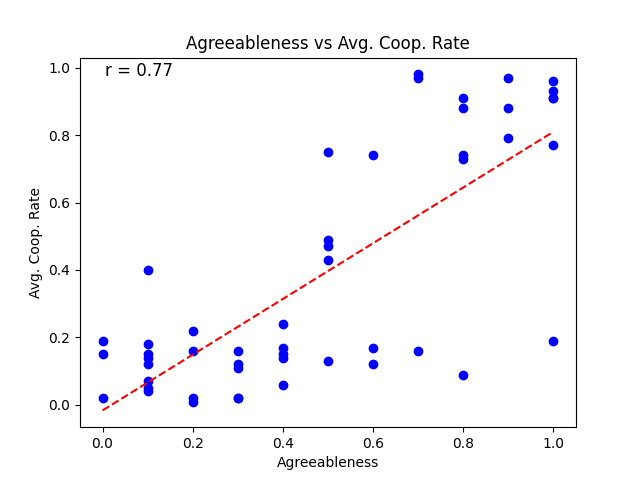 Agreeableness vs Avg. Coop. Rate
r = 0.77
1.0
0.8
0.6
0.4
0.2
0.0
Avg. Coop. Rate
0.0 0.2 0.4 0.6 0.8 1.0
Agreeableness